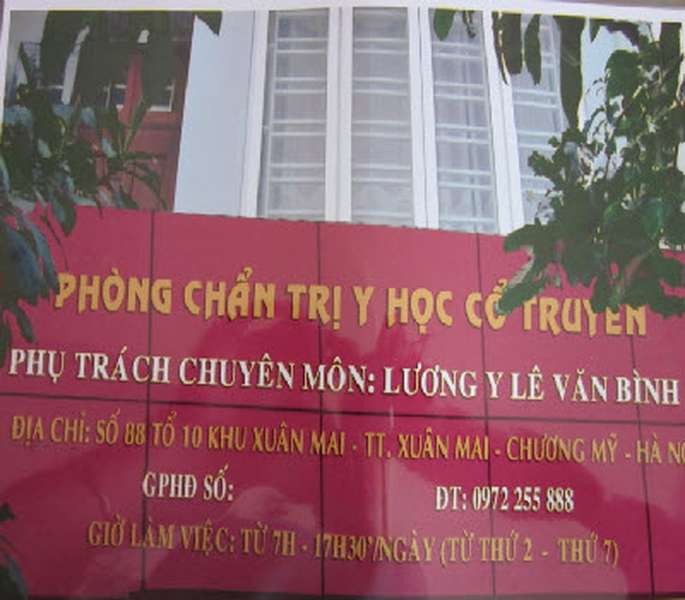 PHÒNG CHẨN TRỊ Y HỌC CỔ TRUYỀN
PHỤ TRÁCH CHUYÊN MÔN: LƯƠNG Y LÊ VĂN BÌNH
ĐỊA CHỈ: SỐ 88 TỔ 10 KHU XUÂN MAI - TT. XUÂN MAI - CHƯƠNG MỸ - HÀ NỘ
GPHĐ SỐ: ĐT: 0972 255 888
GIỜ LÀM VIỆC: TỪ 7H - 17H30'/NGÀY (TỪ THỨ 2 - THỨ 7)